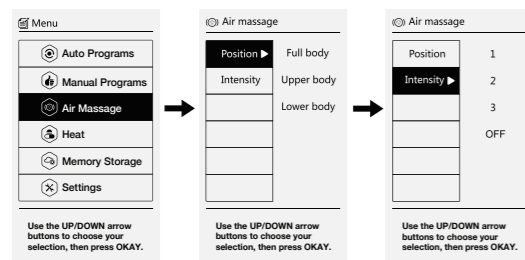 Menu
Auto Programs
Manual Programs
Air Massage
Heat
Memory Storage
Settings
Use the UP/DOWN arrow
buttons to choose your
selection, then press OKAY.
Air massage
Position Full body
Intensity Upper body
Lower body
Use the UP/DOWN arrow
buttons to choose your
selection, then press OKAY.
Air massage
Position 1
Intensity 2
3
OFF
Use the UP/DOWN arrow
buttons to choose your
selection, then press OKAY.